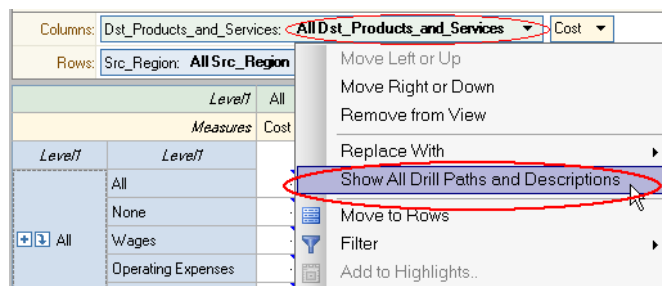 Columns: Dst_Products_and_Services: All Dst_Products_and_Services Cost
Rows: Src_Region: All Src_Region
Move Left or Up
Move Right or Down
Remove from View
Replace With
Show All Drill Paths and Descriptions
Move to Rows
Filter
Add to Highlights..
Level1 All
Measures Cost
Level1 Level1
All
None
All Wages
Operating Expenses